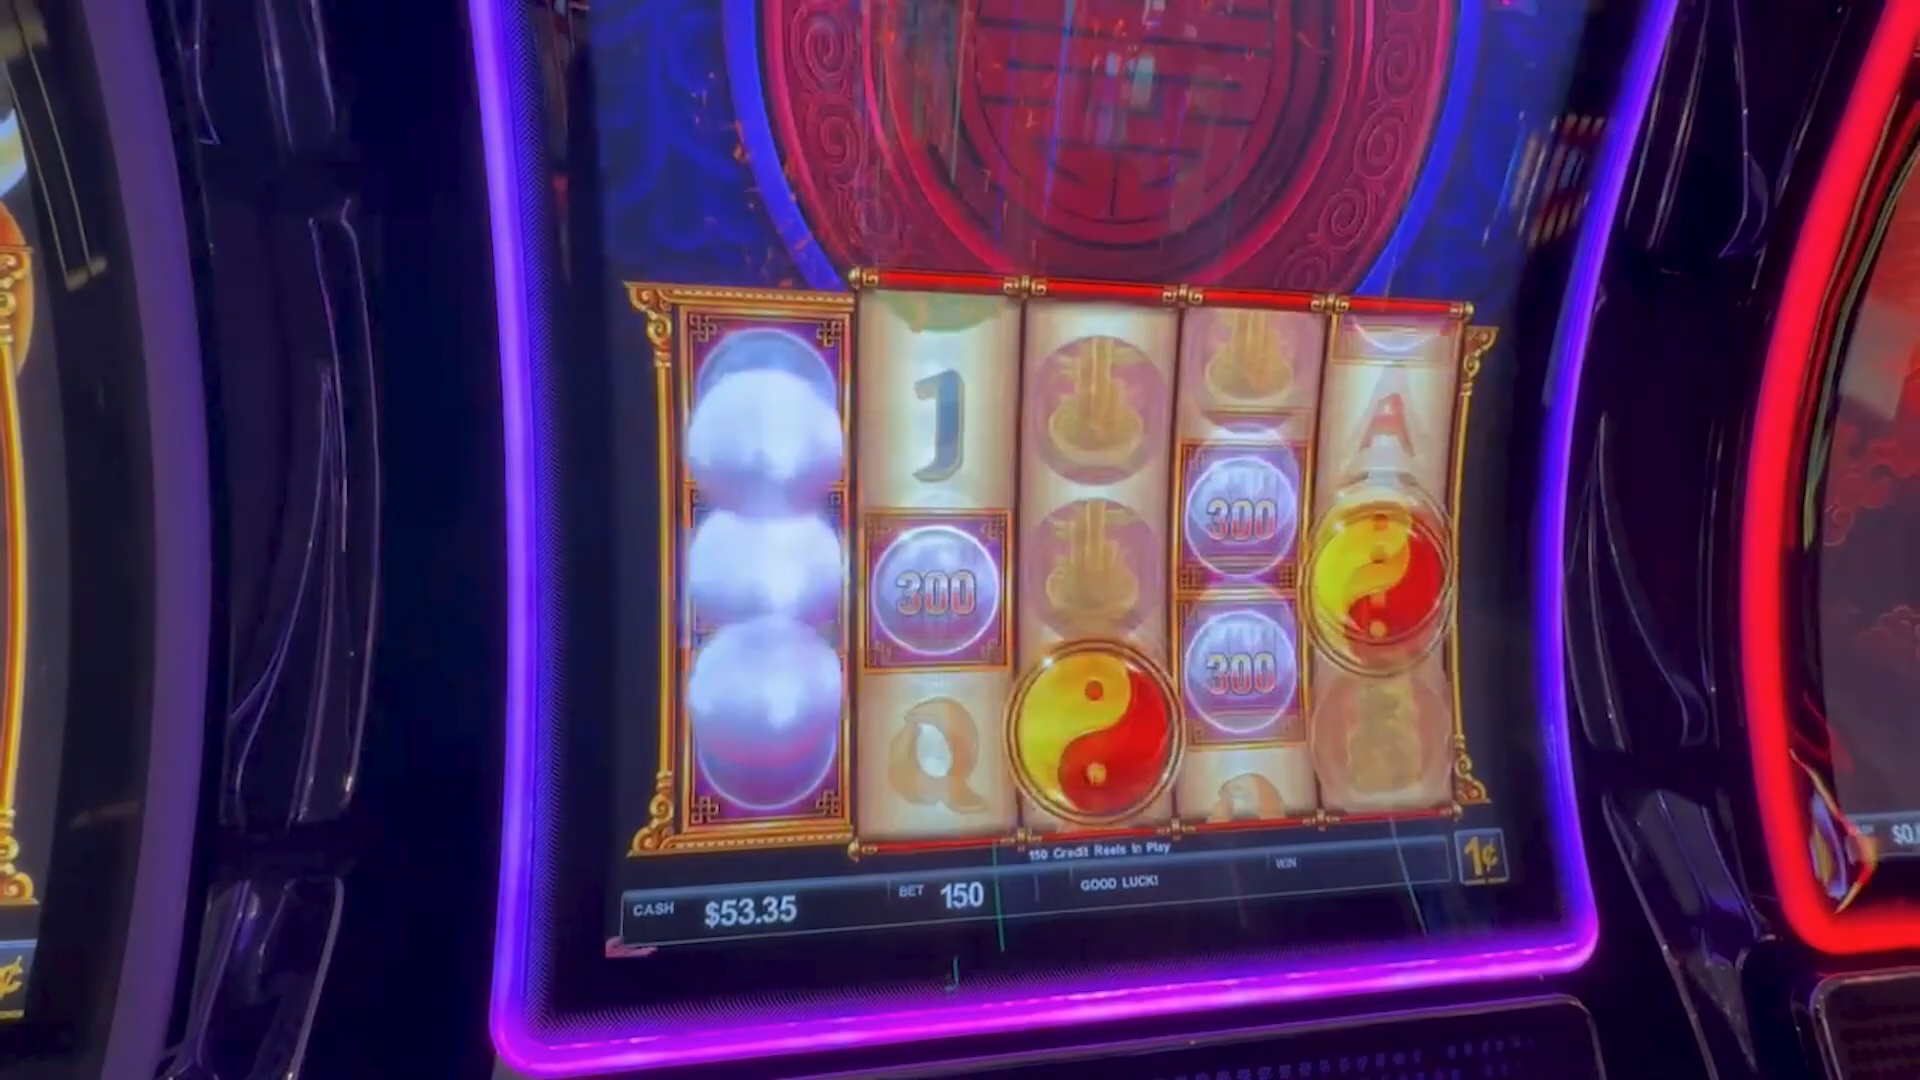 J
A
300
300
300
Q
150 Credit Reels In Play
CASH $53.35
BET 150
GOOD LUCK!
WIN
1¢